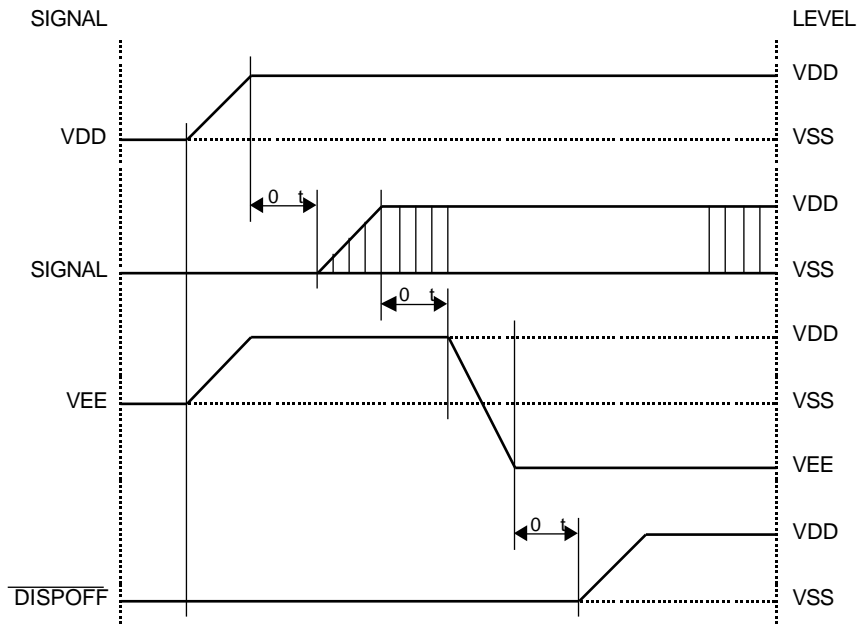 SIGNAL LEVEL
VDD
VDD VSS
0 t VDD
SIGNAL VSS
0 t
VDD
VEE VSS
VEE
0 t VDD
DISPOFF VSS